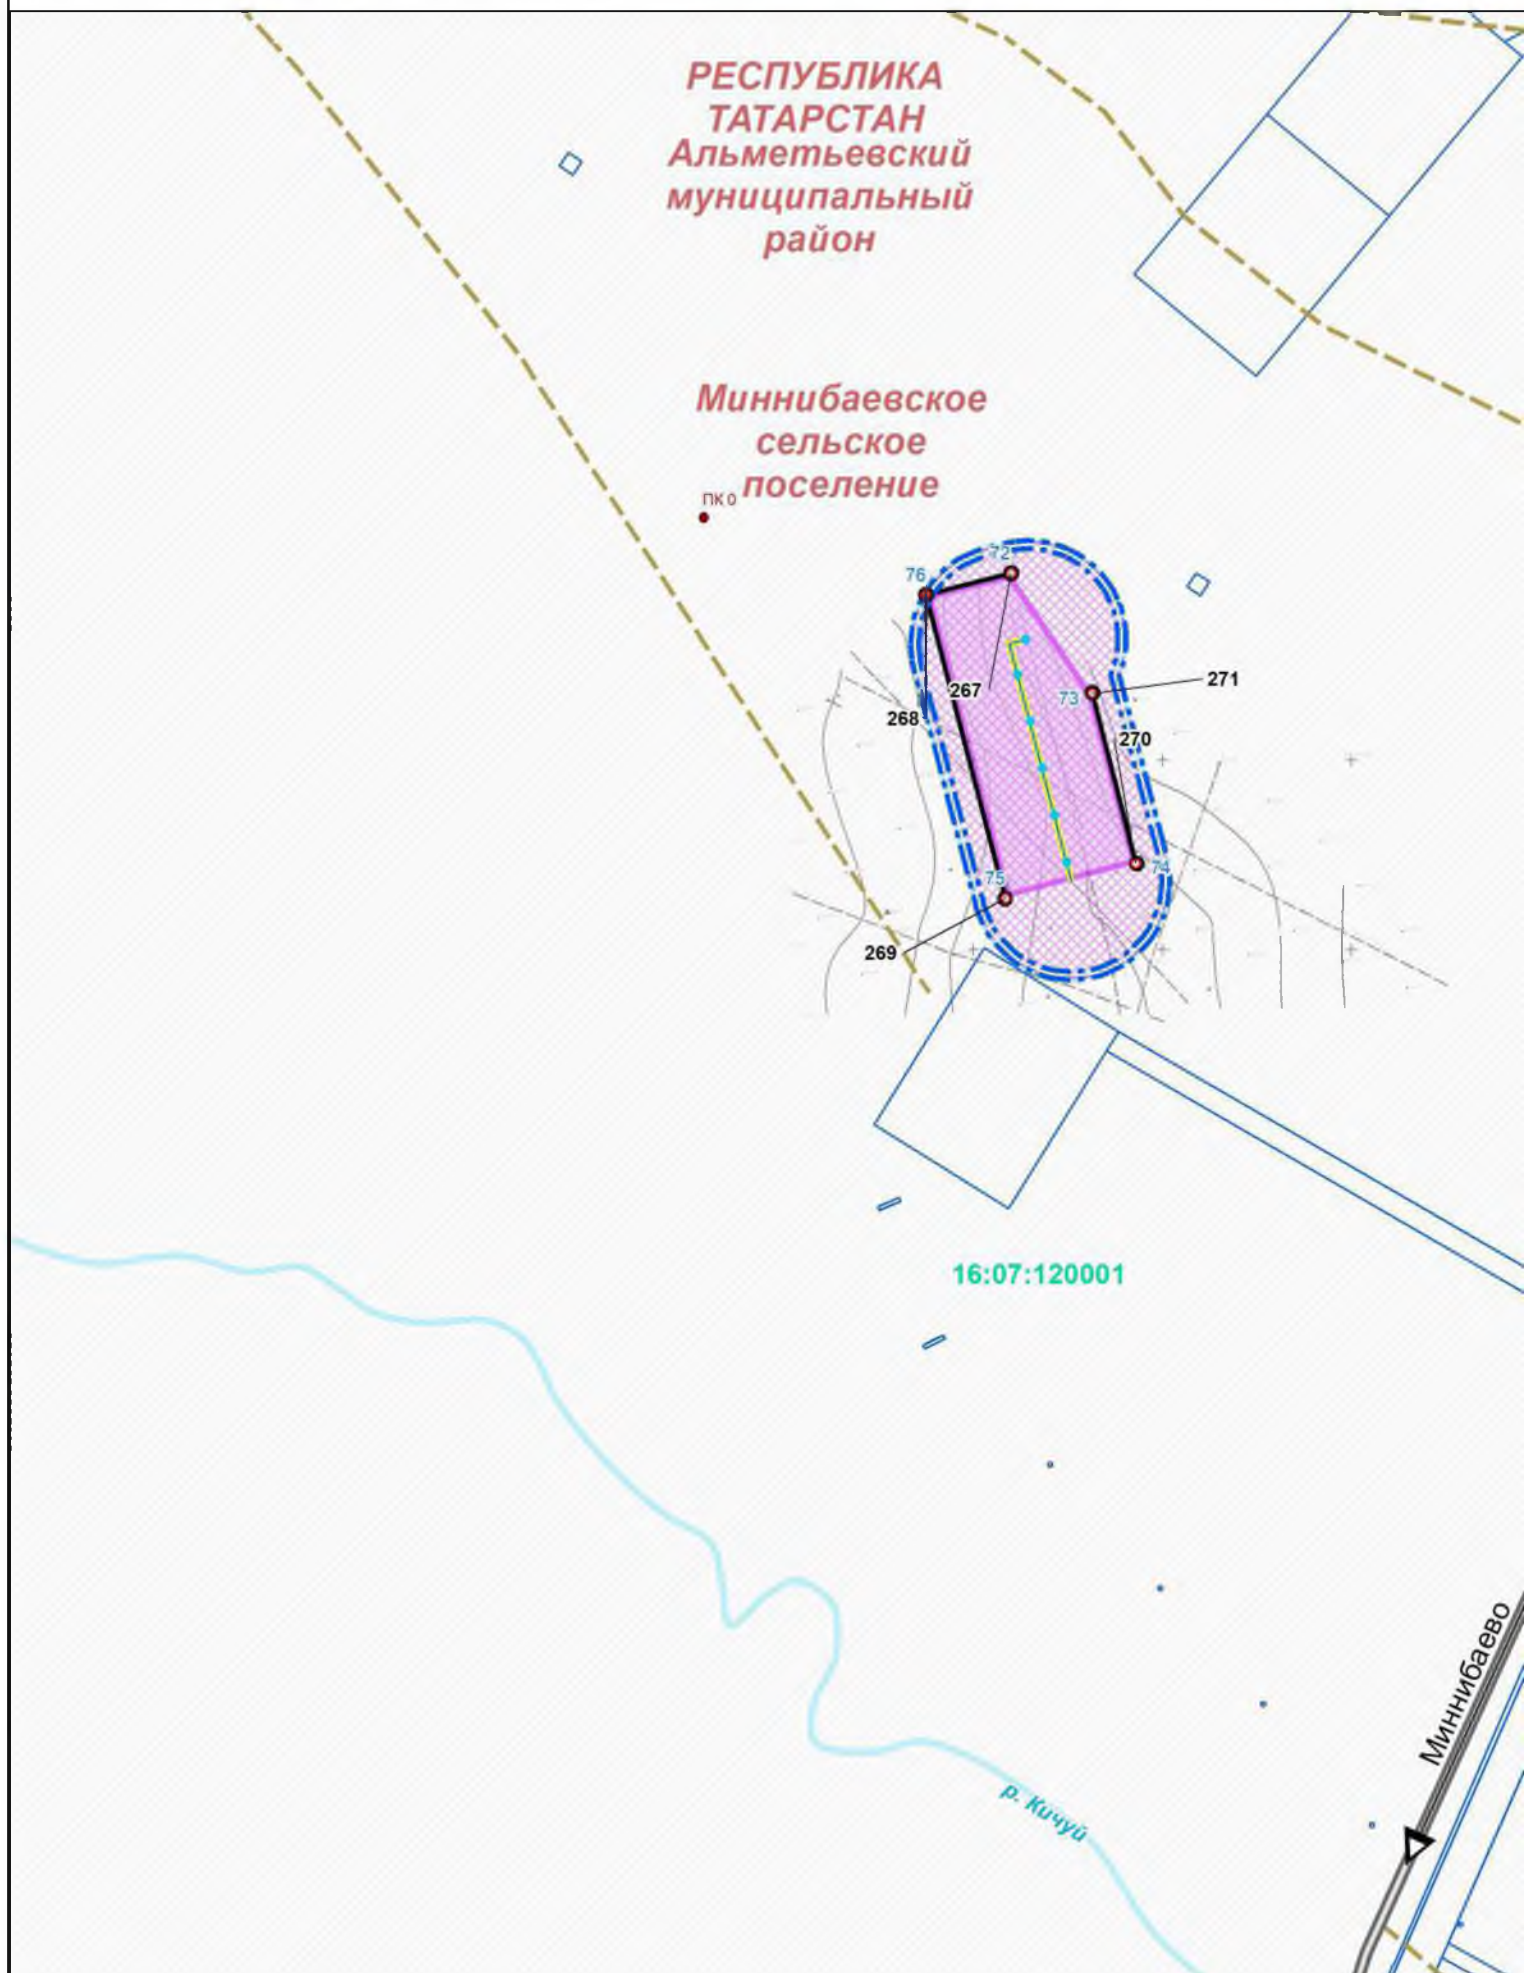 РЕСПУБЛИКА
ТАТАРСТАН
Альметьевский
муниципальный
район
Миннибаевское
сельское
поселение
ПК 0
72
76
267
73
271
268
270
75
74
269
16:07:120001
Миннибаево
р. Кичуй